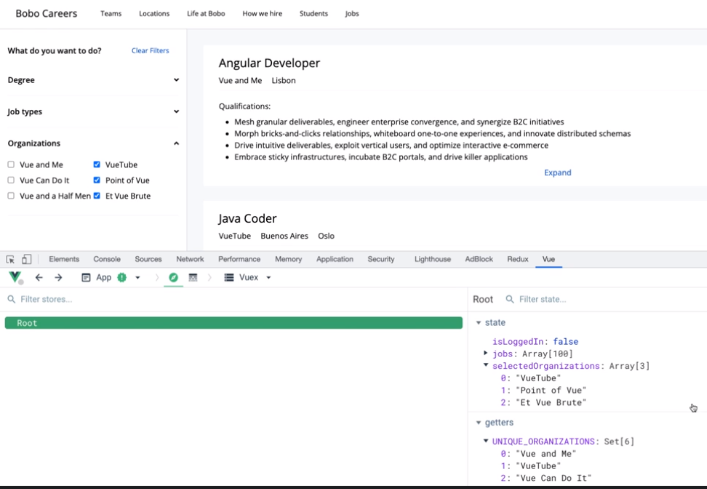 Bobo Careers Teams Locations Life at Bobo How we hire Students Jobs
What do you want to do? Clear Filters
Degree
Job types
Organizations
Vue and Me VueTube
Vue Can Do It Point of Vue
Vue and a Half Men Et Vue Brute
Angular Developer
Vue and Me Lisbon
Qualifications:
Mesh granular deliverables, engineer enterprise convergence, and synergize B2C initiatives
Morph bricks-and-clicks relationships, whiteboard one-to-one experiences, and innovate distributed schemas
Drive intuitive deliverables, exploit vertical users, and optimize interactive e-commerce
Embrace sticky infrastructures, incubate B2C portals, and drive killer applications
Expand
Java Coder
VueTube Buenos Aires Oslo
Elements Console Sources Network Performance Memory Application Security Lighthouse AdBlock Redux Vue
App Vuex
Filter stores...
Root
Root Filter state...
state
isLoggedIn: false
jobs: Array[100]
selectedOrganizations: Array[3]
0: "VueTube"
1: "Point of Vue"
2: "Et Vue Brute"
getters
UNIQUE_ORGANIZATIONS: Set[6]
0: "Vue and Me"
1: "VueTube"
2: "Vue Can Do It"